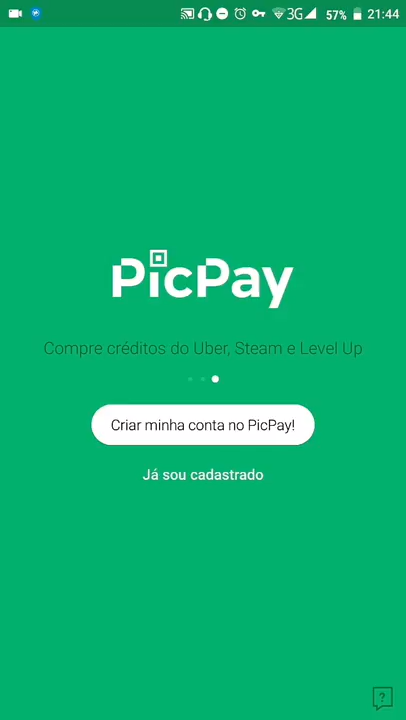 3G 57% 21:44
PicPay
Compre créditos do Uber, Steam e Level Up
Criar minha conta no PicPay!
Já sou cadastrado
?